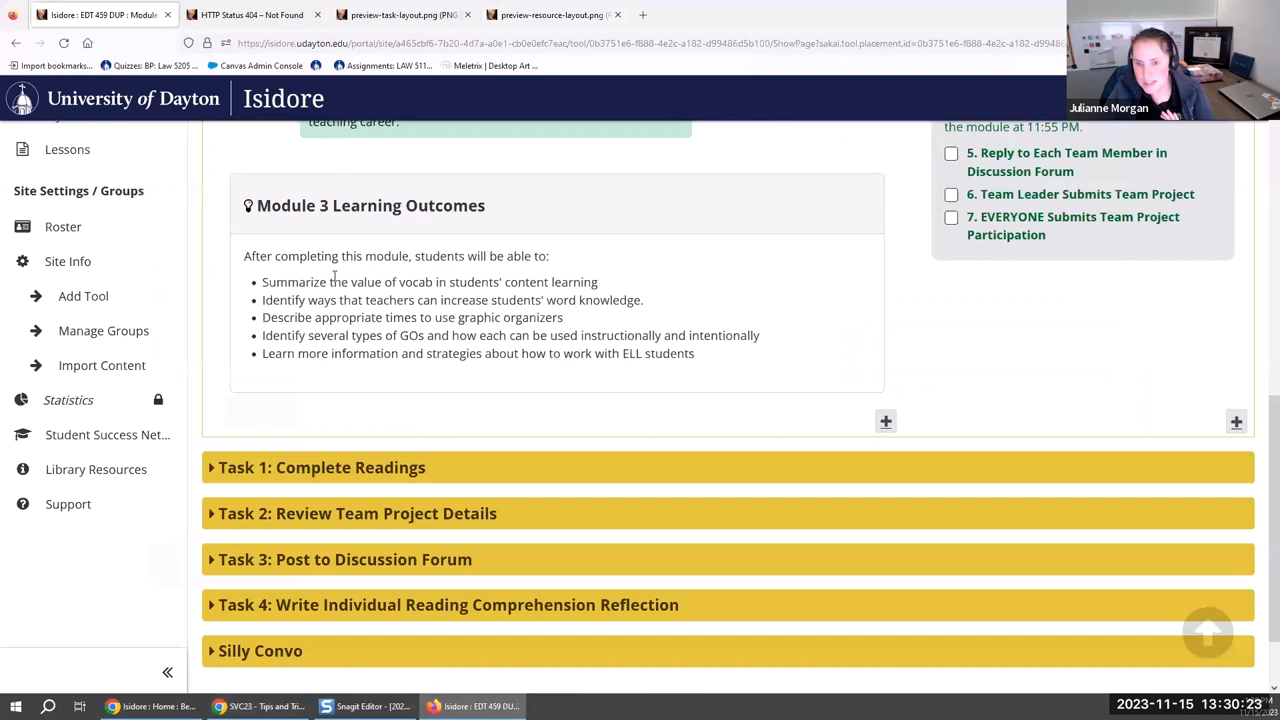 Isidore : EDT 459 DUP : Module
HTTP Status 404 – Not Found
preview-task-layout.png (PNG
preview-resource-layout.png (PNG
Import bookmarks...
Quizzes: BP: Law 5205 ...
Canvas Admin Console
Assignments: LAW 511...
Meletrix | Desktop Art ...
Julianne Morgan
University of Dayton
Isidore
teaching career.
the module at 11:55 PM.
Lessons
5. Reply to Each Team Member in
Discussion Forum
6. Team Leader Submits Team Project
7. EVERYONE Submits Team Project
Participation
Site Settings / Groups
Roster
Site Info
Add Tool
Manage Groups
Import Content
Statistics
Student Success Net...
Library Resources
Support
Module 3 Learning Outcomes
After completing this module, students will be able to:
• Summarize the value of vocab in students' content learning
• Identify ways that teachers can increase students' word knowledge.
• Describe appropriate times to use graphic organizers
• Identify several types of GOs and how each can be used instructionally and intentionally
• Learn more information and strategies about how to work with ELL students
Task 1: Complete Readings
Task 2: Review Team Project Details
Task 3: Post to Discussion Forum
Task 4: Write Individual Reading Comprehension Reflection
Silly Convo
Isidore : Home : Be...
SVC23 - Tips and Tri...
Snagit Editor - [202...
Isidore : EDT 459 DU...
2023-11-15 13:30:23